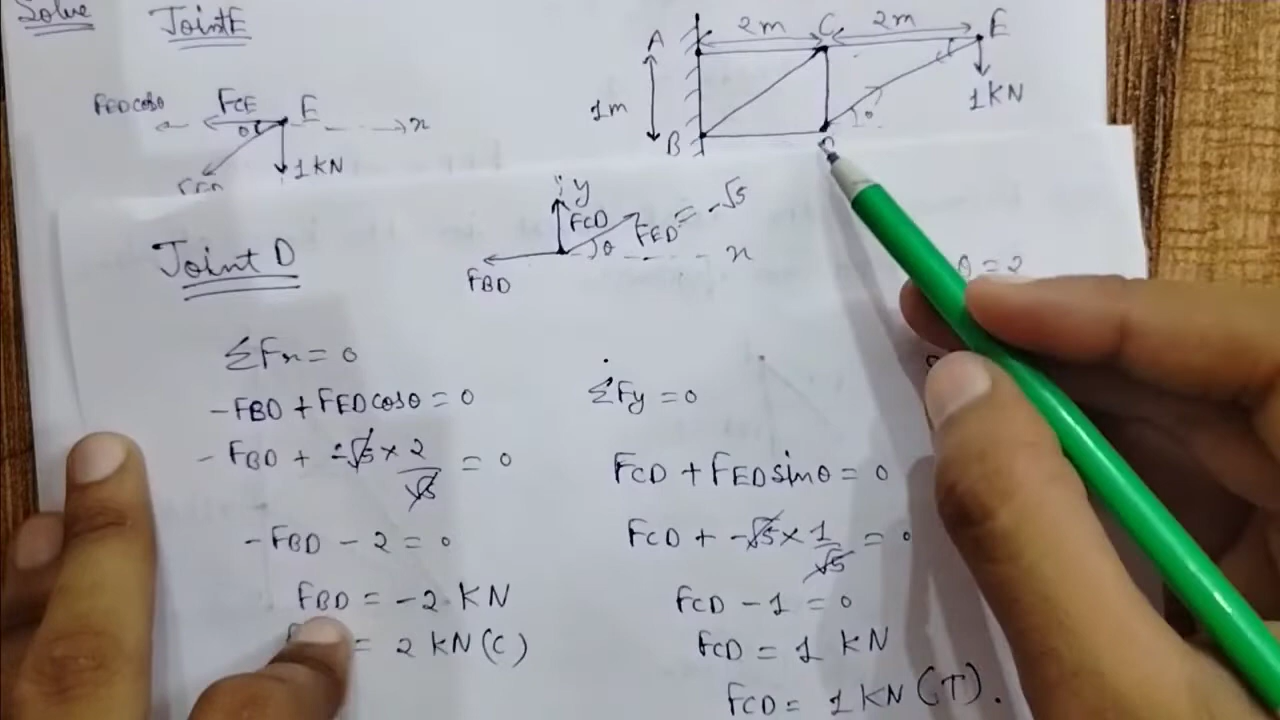 Solve
Joint E
FED cosθ
FCE
θ
E
x
1 KN
A
2m
C
2m
E
1m
1 KN
B
θ
Joint D
y
FCD
FED = -√5
θ
x
FBD
θ = 2
ΣFx = 0
-FBD + FED cosθ = 0
-FBD + -√5 × 2/√5 = 0
-FBD - 2 = 0
FBD = -2 KN
= 2 KN (C)
ΣFy = 0
FCD + FED sinθ = 0
FCD + -√5 × 1/√5 = 0
FCD - 1 = 0
FCD = 1 KN
FCD = 1 KN (T).